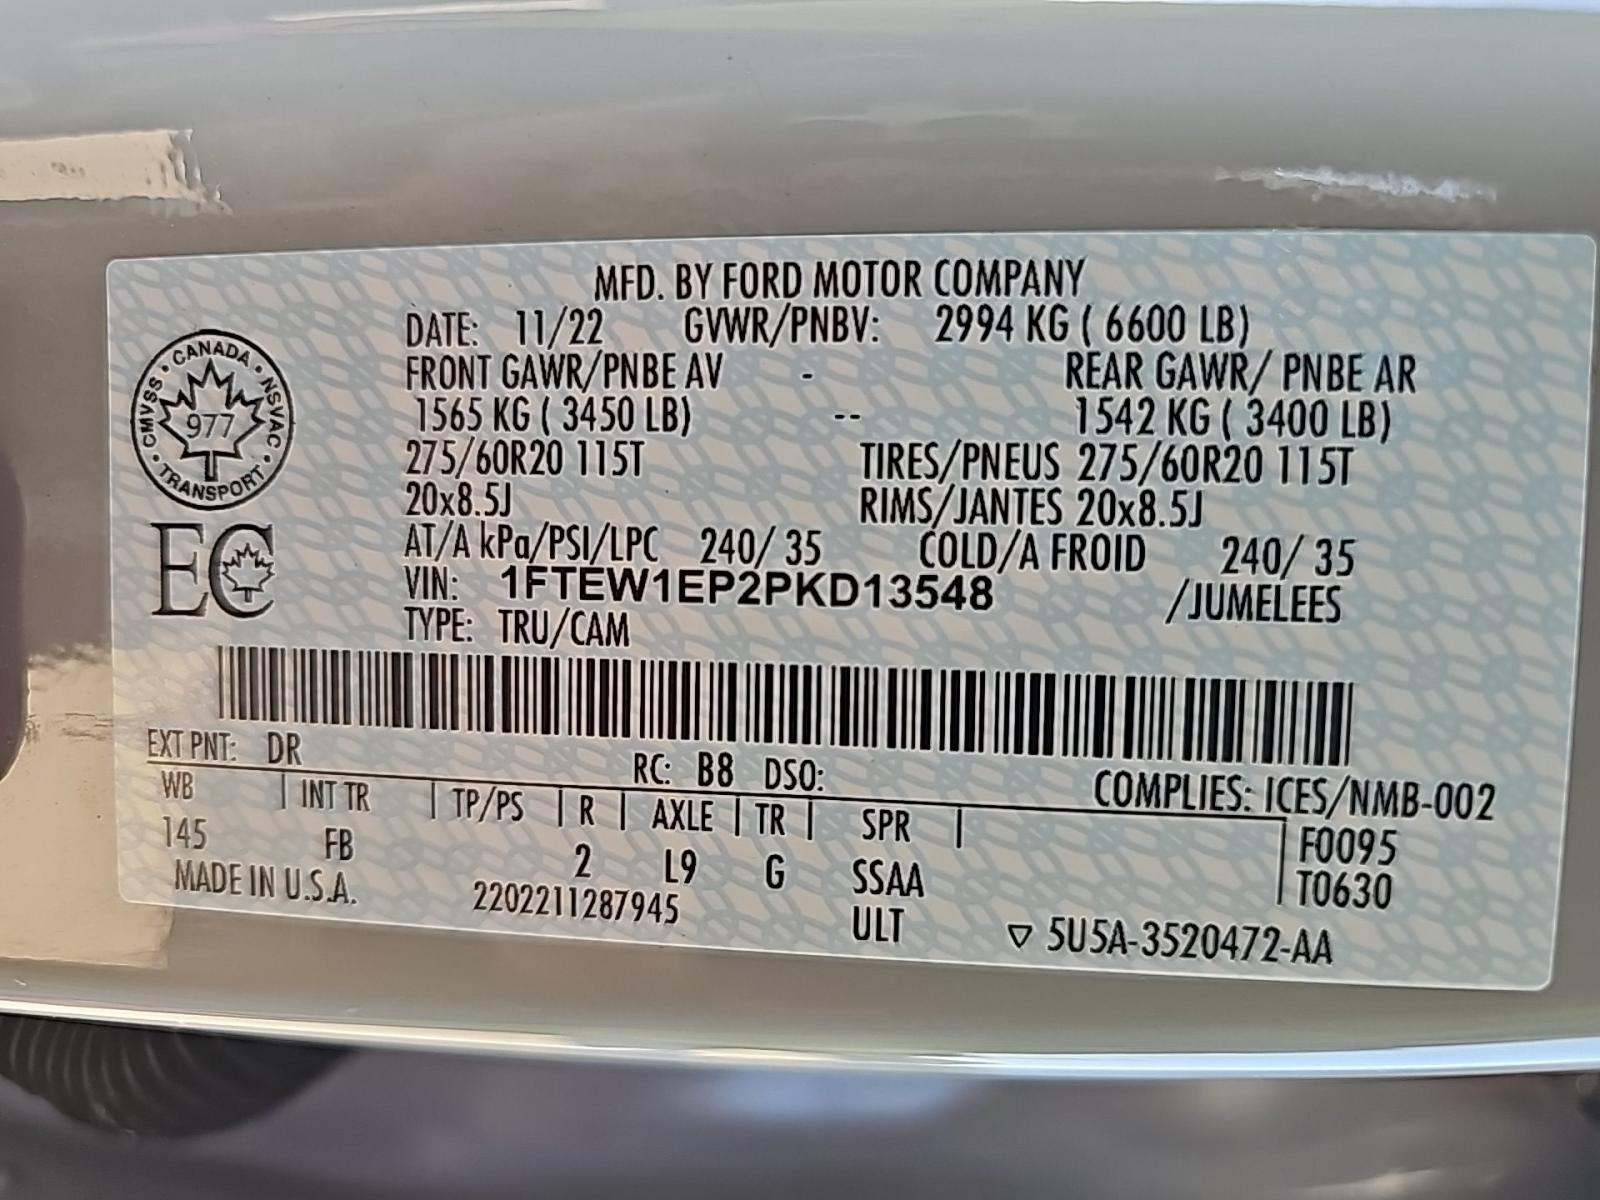 MFD. BY FORD MOTOR COMPANY
DATE: 11/22 GVWR/PNBV: 2994 KG ( 6600 LB)
FRONT GAWR/PNBE AV - REAR GAWR/ PNBE AR
1565 KG ( 3450 LB) -- 1542 KG ( 3400 LB)
275/60R20 115T TIRES/PNEUS 275/60R20 115T
20x8.5J RIMS/JANTES 20x8.5J
AT/A kPa/PSI/LPC 240/ 35 COLD/A FROID 240/ 35
VIN: 1FTEW1EP2PKD13548 /JUMELEES
TYPE: TRU/CAM
CANADA • NSVAC • TRANSPORT • CMVSS •
977
EC
EXT PNT: DR RC: B8 DSO: COMPLIES: ICES/NMB-002
WB | INT TR | TP/PS | R | AXLE | TR | SPR | F0095
145 FB 2 L9 G SSAA T0630
MADE IN U.S.A. 2202211287945 ULT ▽ 5U5A-3520472-AA